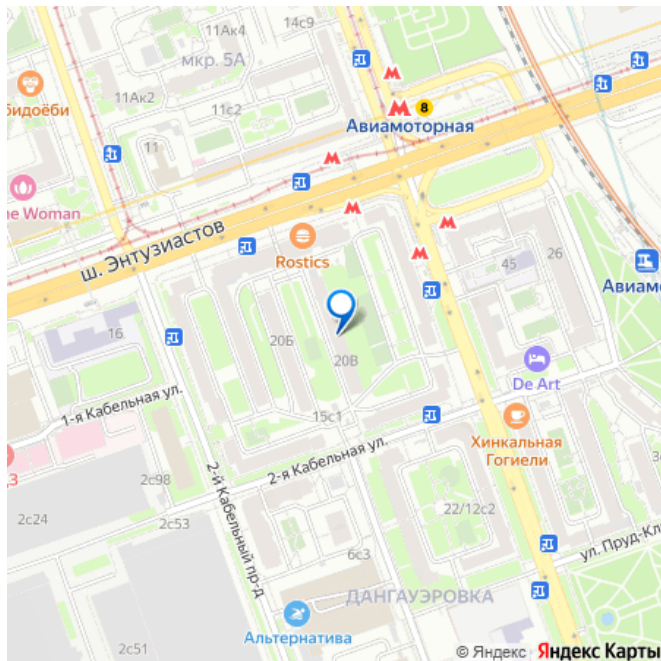 14с9
мкр. 5А
11Ак2
11с2
бидоёби
8
Авиамоторная
11
не Woman
ш. Энтузиастов
Rostics
45
26
Авиамо
16
20Б
20В
De Art
1-я Кабельная ул.
15с1
Хинкальная
Гогиели
2-я Кабельная ул.
2с98
2-й Кабельный пр-д
2с24
2с53
22/12с2
6с3
ул. Пруд-Кл
ДАНГАУЭРОВКА
Альтернатива
2с51
© Яндекс Яндекс Карты